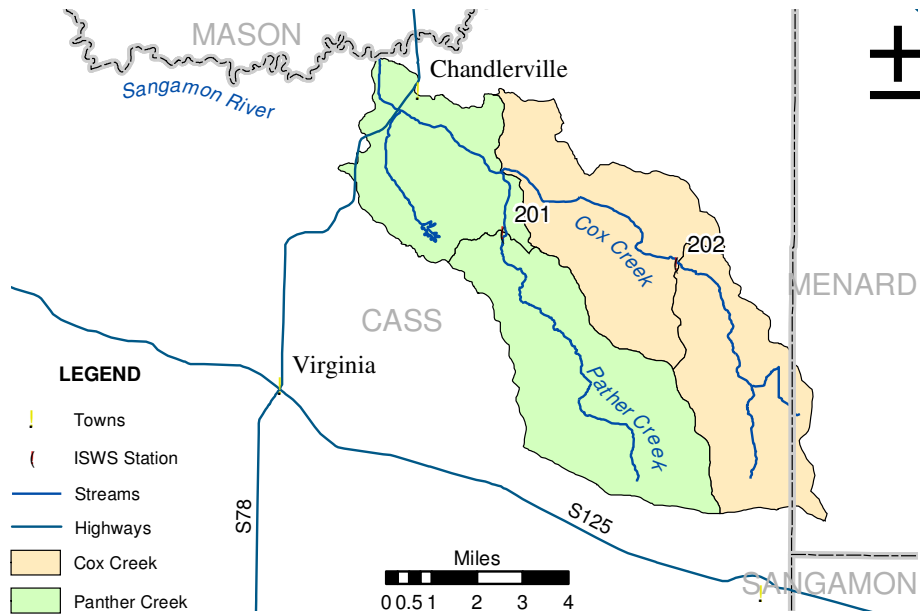 MASON
Chandlerville
Sangamon River
201
Cox Creek
202
MENARD
CASS
Virginia
Pather Creek
LEGEND
Towns
ISWS Station
Streams
Highways
Cox Creek
Panther Creek
S78
S125
Miles
0 0.5 1 2 3 4
SANGAMON